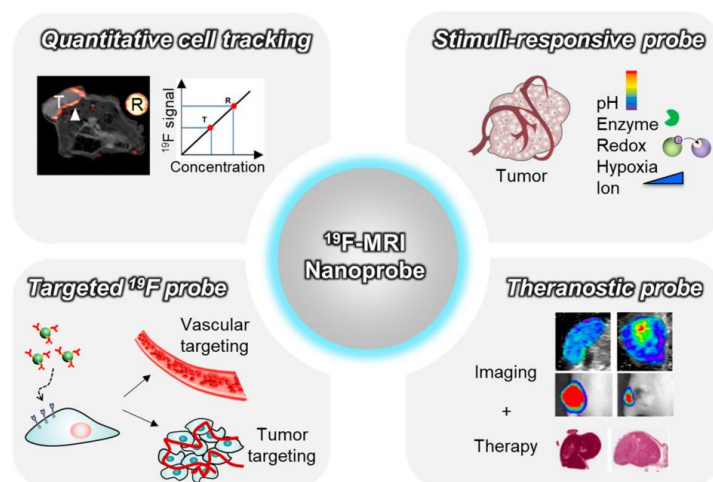 Quantitative cell tracking
T
R
¹⁹F signal
R
T
Concentration
Stimuli-responsive probe
pH
Enzyme
Redox
Hypoxia
Ion
Tumor
¹⁹F-MRI
Nanoprobe
Targeted ¹⁹F probe
Vascular
targeting
Tumor
targeting
Theranostic probe
Imaging
+
Therapy